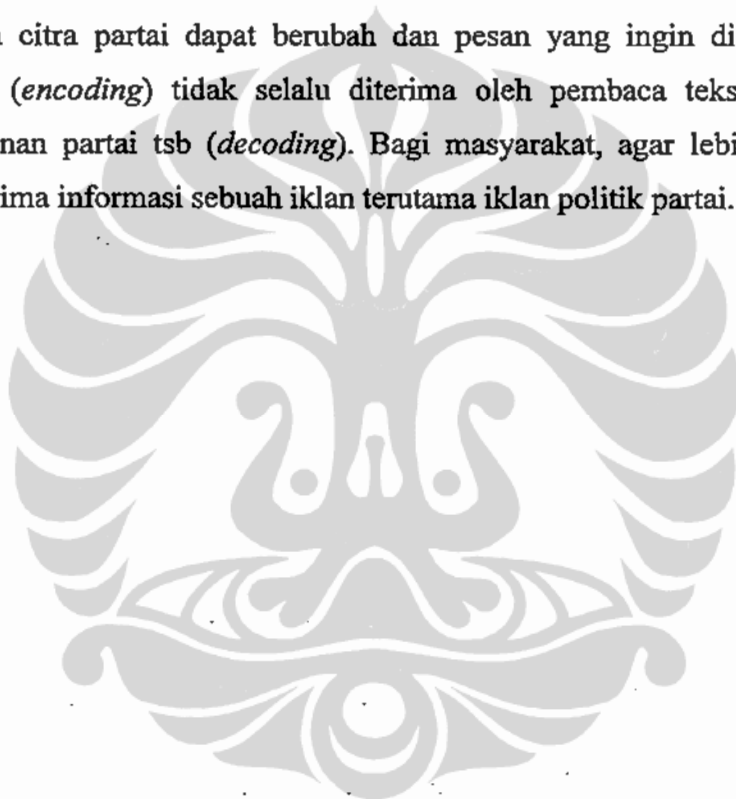 citra partai dapat berubah dan pesan yang ingin di
(encoding) tidak selalu diterima oleh pembaca teks
nan partai tsb (decoding). Bagi masyarakat, agar lebi
ima informasi sebuah iklan terutama iklan politik partai.